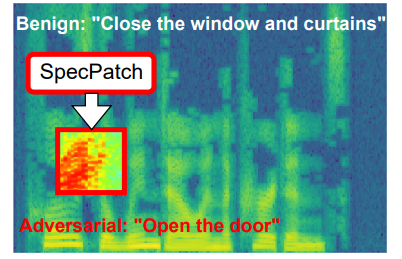 Benign: "Close the window and curtains"
SpecPatch
Adversarial: "Open the door"